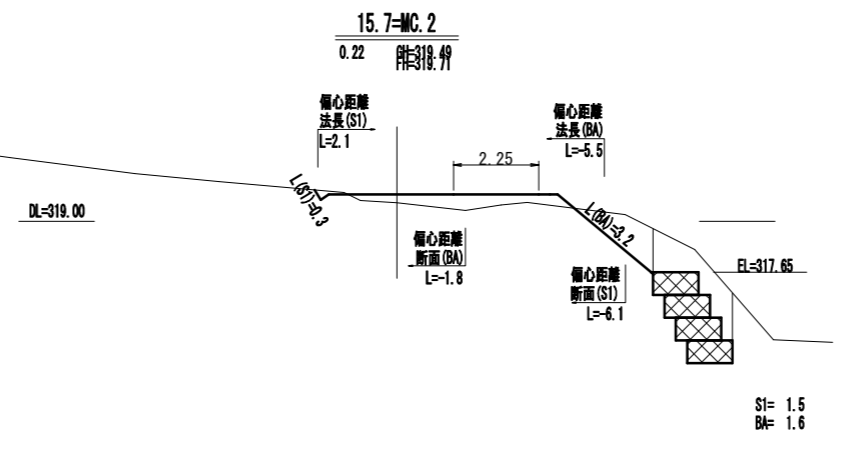 15.7=MC.2
0.22
GH=319.49
FH=319.71
偏心距離
法長(S1)
L=2.1
偏心距離
法長(BA)
L=-5.5
2.25
L(S1)=0.3
L(BA)=3.2
DL=319.00
偏心距離
断面(BA)
L=-1.8
偏心距離
断面(S1)
L=-6.1
EL=317.65
S1= 1.5
BA= 1.6